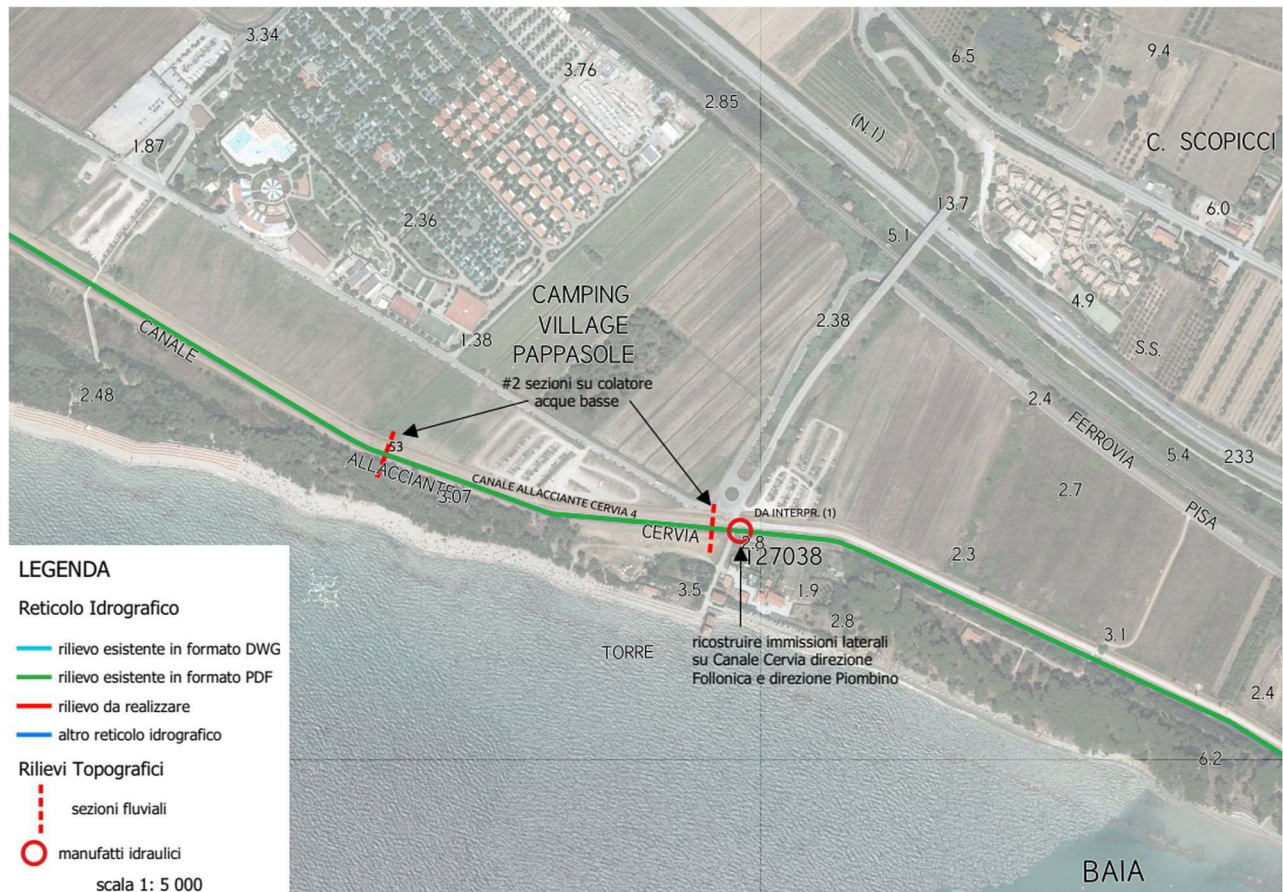 3.34
3.76
2.85
6.5
9.4
(N.1)
C. SCOPICCI
1.87
2.36
13.7
6.0
5.1
4.9
CAMPING
VILLAGE
PAPPASOLE
2.38
S.S.
1.38
CANALE
#2 sezioni su colatore
acque basse
2.48
2.4
FERROVIA
5.4
233
S3
ALLACCIANTE
3.07
CANALE ALLACCIANTE CERVIA 4
2.7
PISA
DA INTERPR. (1)
CERVIA
2.8
127038
2.3
3.5
1.9
2.8
3.1
TORRE
ricostruire immissioni laterali
su Canale Cervia direzione
Follonica e direzione Piombino
2.4
6.2
BAIA
LEGENDA
Reticolo Idrografico
rilievo esistente in formato DWG
rilievo esistente in formato PDF
rilievo da realizzare
altro reticolo idrografico
Rilievi Topografici
sezioni fluviali
manufatti idraulici
scala 1: 5 000